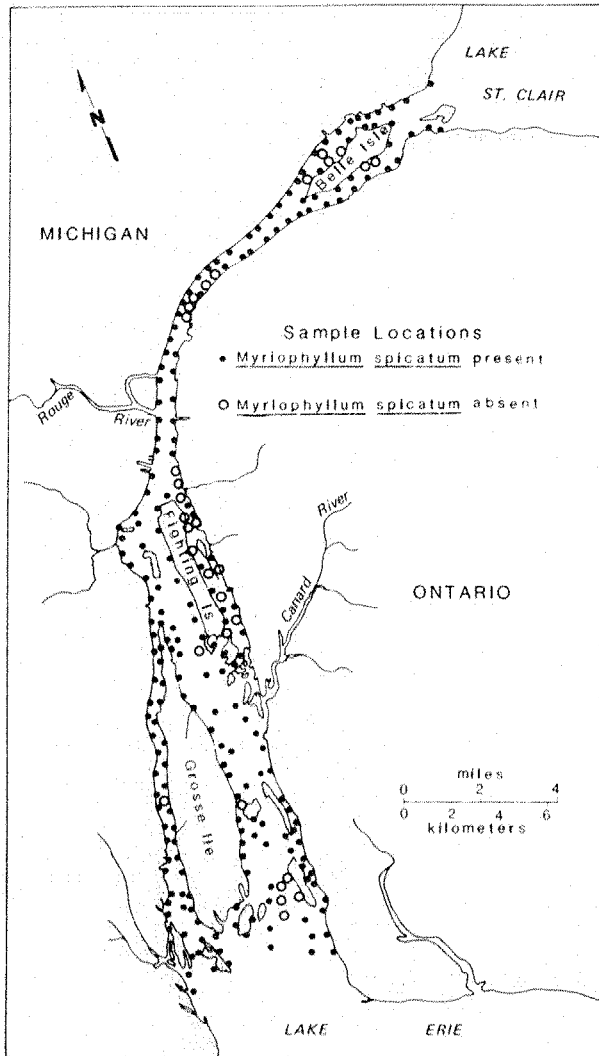 LAKE
ST. CLAIR
N
Belle Isle
MICHIGAN
Sample Locations
Myriophyllum spicatum present
Myriophyllum spicatum absent
Rouge
River
Fighting Is
River
Canard
ONTARIO
Grosse Ile
miles
0 2 4
0 2 4 6
kilometers
LAKE ERIE